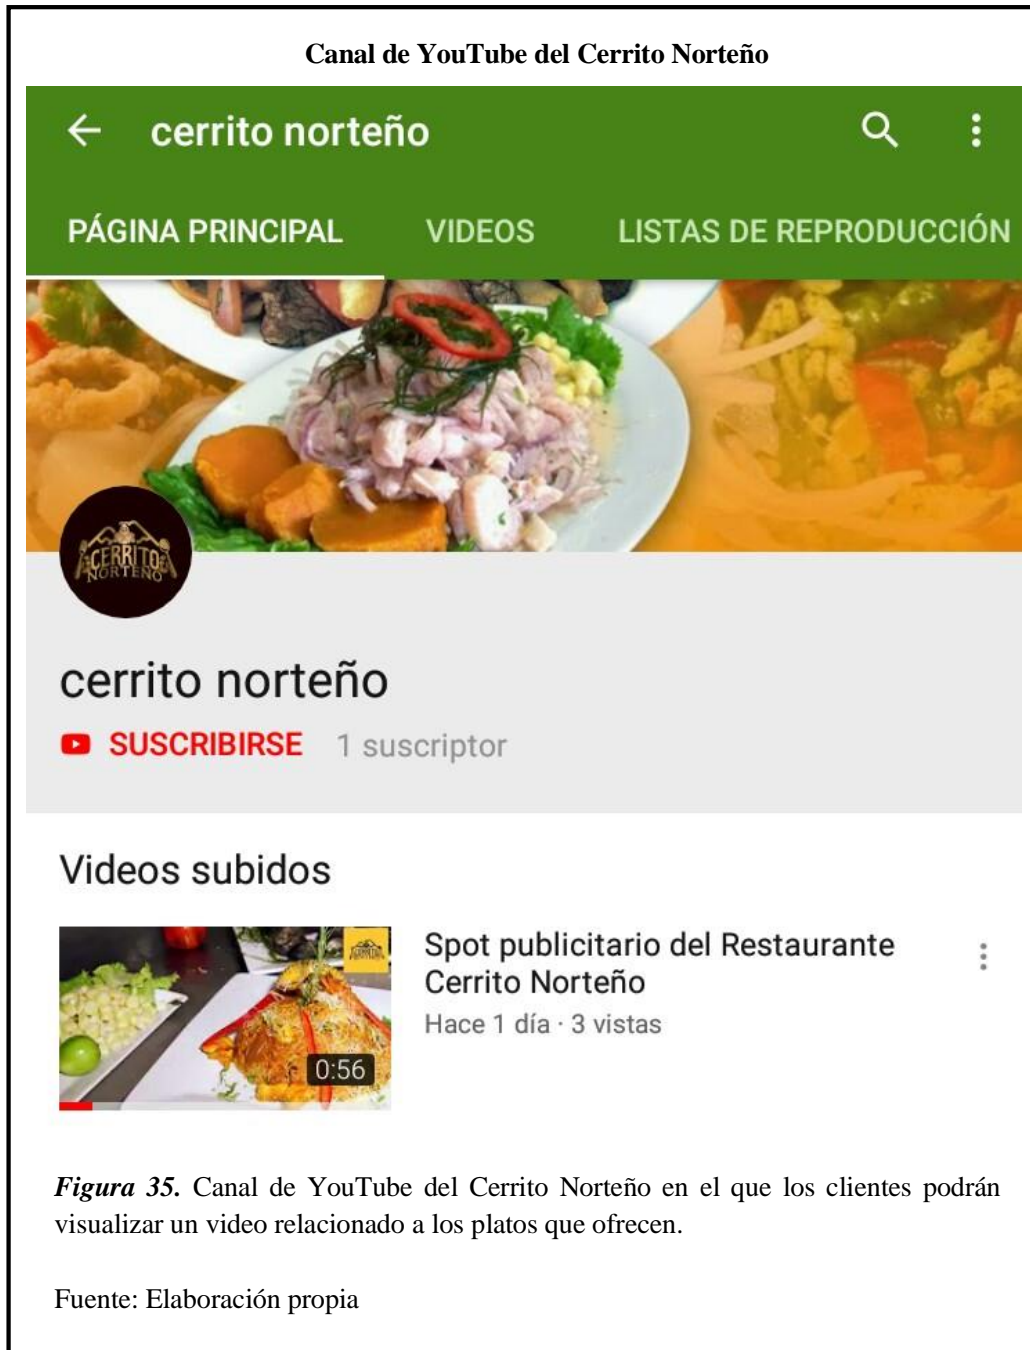 Canal de YouTube del Cerrito Norteño
cerrito norteño
PÁGINA PRINCIPAL VIDEOS LISTAS DE REPRODUCCIÓN
CERRITO
NORTEÑO
cerrito norteño
SUSCRIBIRSE 1 suscriptor
Videos subidos
Spot publicitario del Restaurante
Cerrito Norteño
Hace 1 día · 3 vistas
0:56
Figura 35. Canal de YouTube del Cerrito Norteño en el que los clientes podrán
visualizar un video relacionado a los platos que ofrecen.
Fuente: Elaboración propia